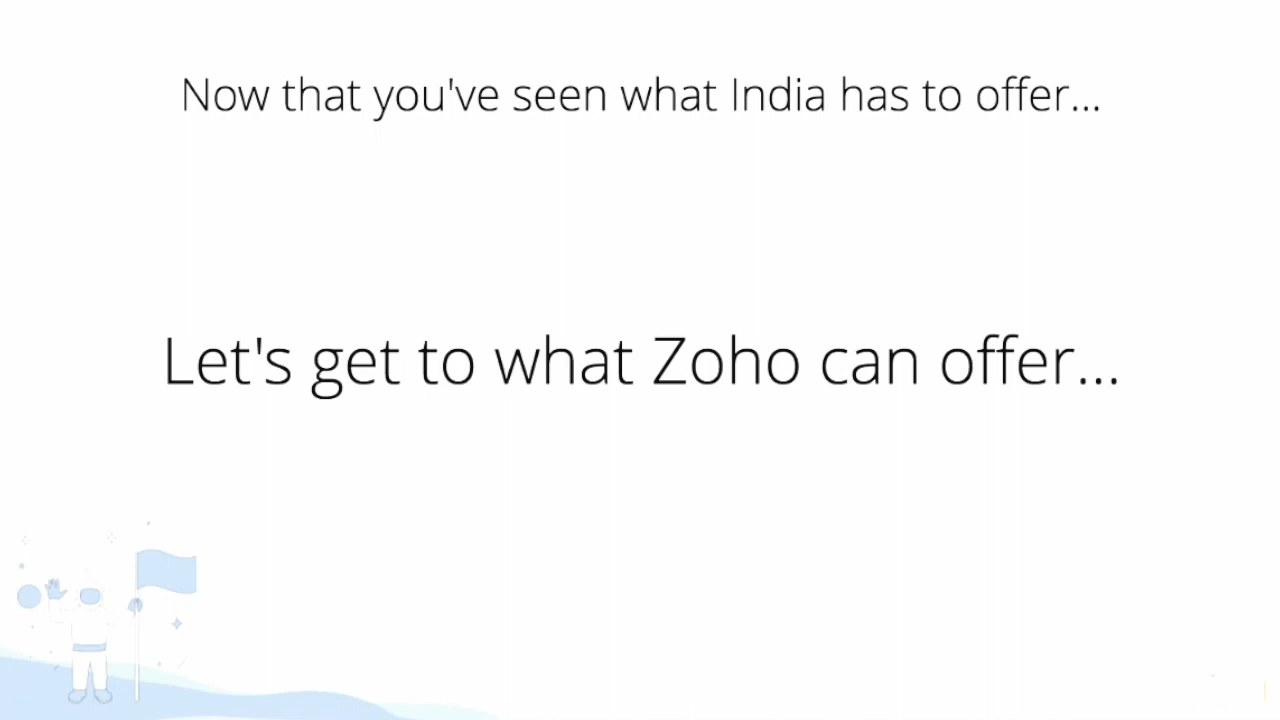 Now that you've seen what India has to offer...
Let's get to what Zoho can offer...